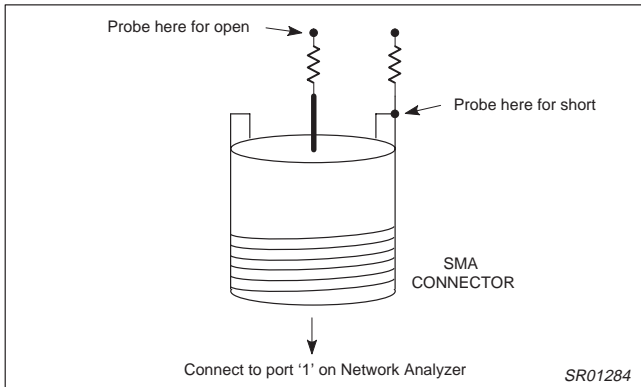 Probe here for open
Probe here for short
SMA
CONNECTOR
Connect to port '1' on Network Analyzer
SR01284